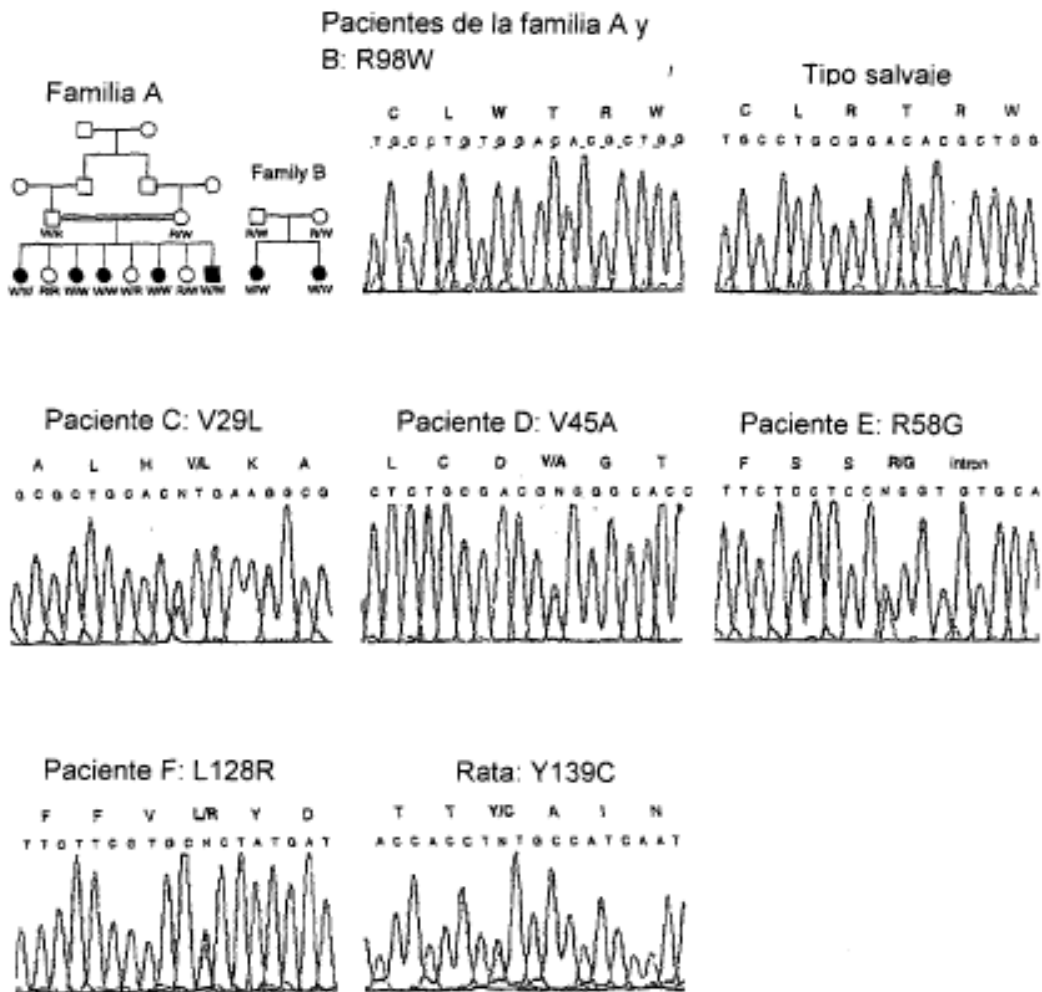 Pacientes de la familia A y
B: R98W
Familia A
Tipo salvaje
Family B
C L W T R W
T G C C T G T G G A C A C G C T G G
C L R T R W
T G C C T G C G G A C A C G C T G G
W/R R/W
R/W R/W
W/W R/R W/W W/W W/R W/W R/W W/W
W/W W/W
Paciente C: V29L
Paciente D: V45A
Paciente E: R58G
A L H V/L K A
G C G C T G C A C N T G A A G G C G
L C D V/A G T
C T C T G C G A C G N G G G C A C C
F S S R/G intron
T T C T C C T C C N G G T G T G C A
Paciente F: L128R
Rata: Y139C
F F V L/R Y D
T T C T T C G T G C N C T A T G A T
T T Y/C A I N
A C C A C C T N T G C C A T C A A T